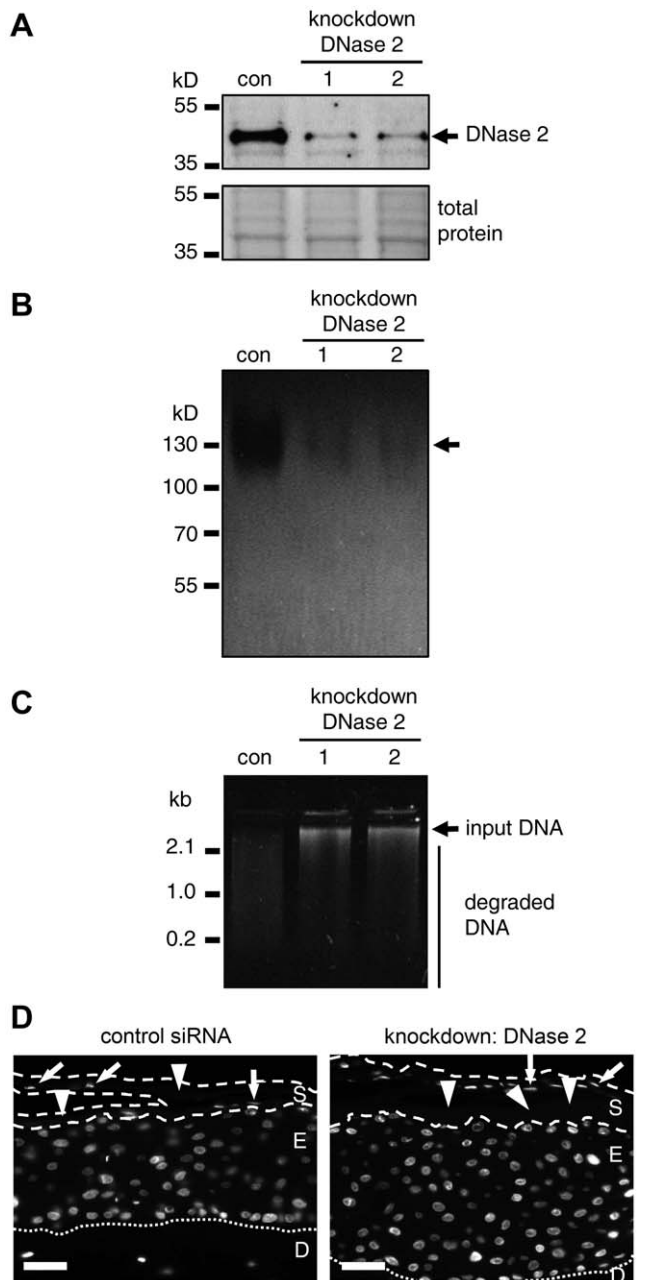 A
knockdown
DNase 2
kD
con
1
2
55
DNase 2
35
55
total
protein
35
B
knockdown
DNase 2
con
1
2
kD
130
100
70
55
C
knockdown
DNase 2
con
1
2
kb
input DNA
2.1
1.0
degraded
DNA
0.2
D
control siRNA
knockdown: DNase 2
S
E
D
S
E
D